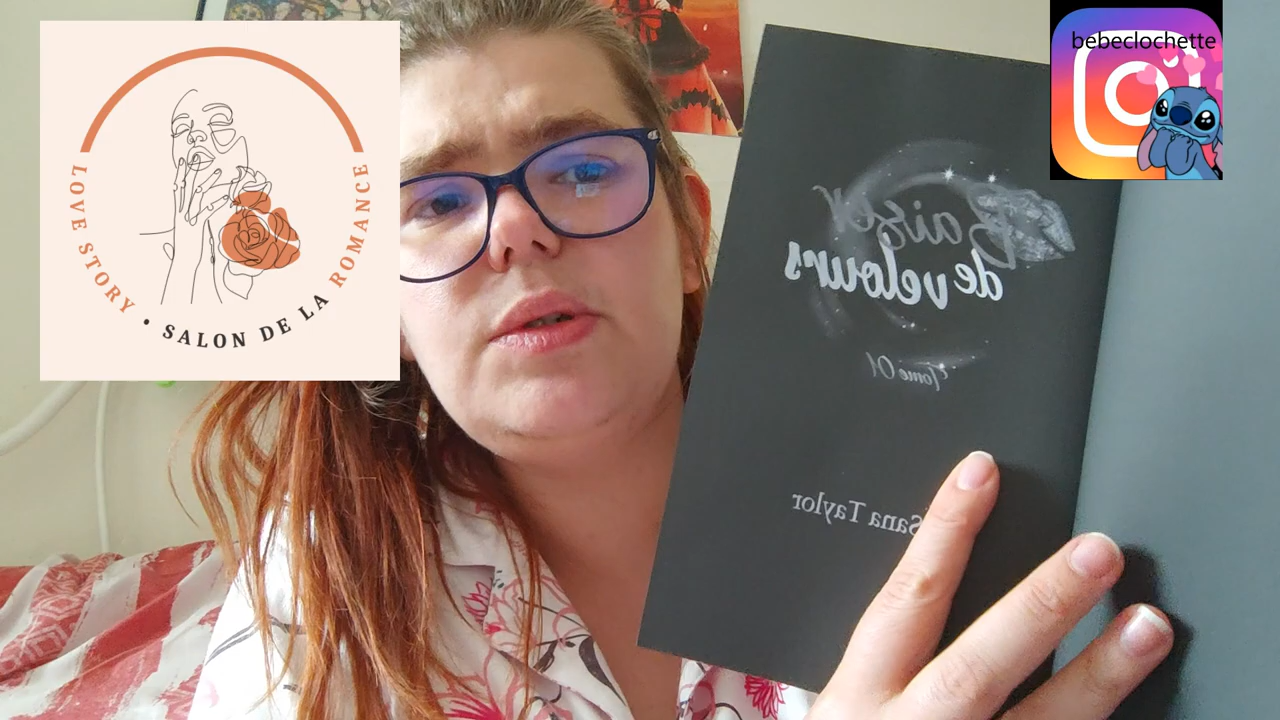 LOVE STORY • SALON DE LA ROMANCE
bebeclochette
Baiser
de velours
Tome 01
Sana Taylor